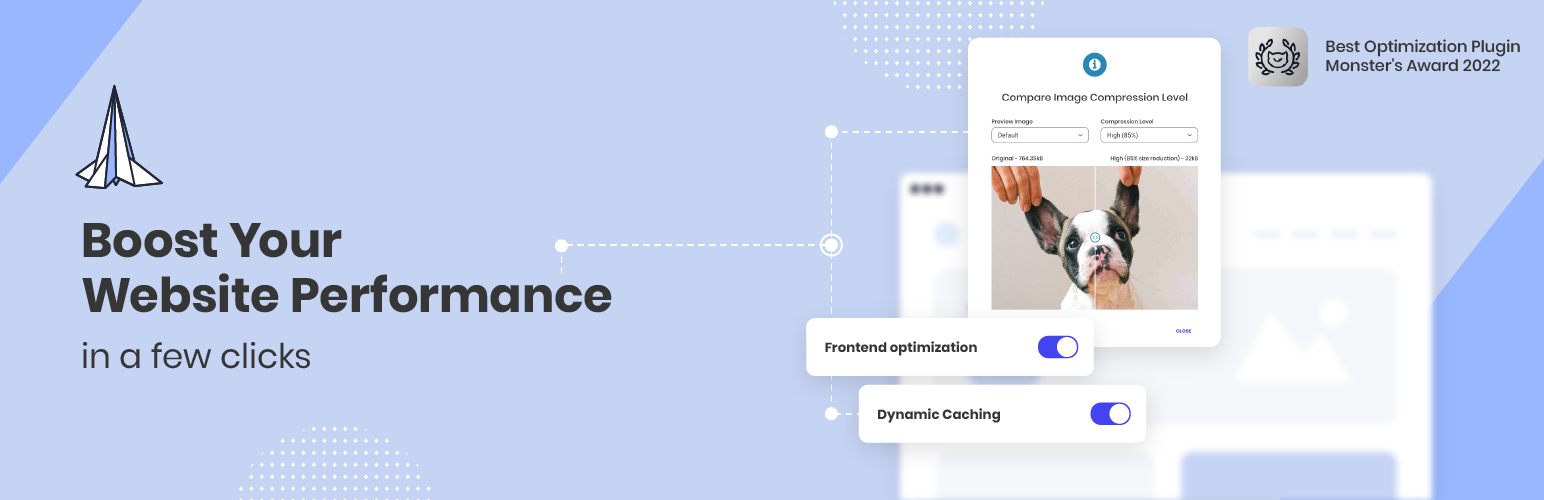 Boost Your
Website Performance
in a few clicks
Best Optimization Plugin
Monster's Award 2022
Compare Image Compression Level
Preview Image
Compression Level
Default
High (85%)
Original - 764.35kB
High (85% size reduction) - 32kB
CLOSE
Frontend optimization
Dynamic Caching